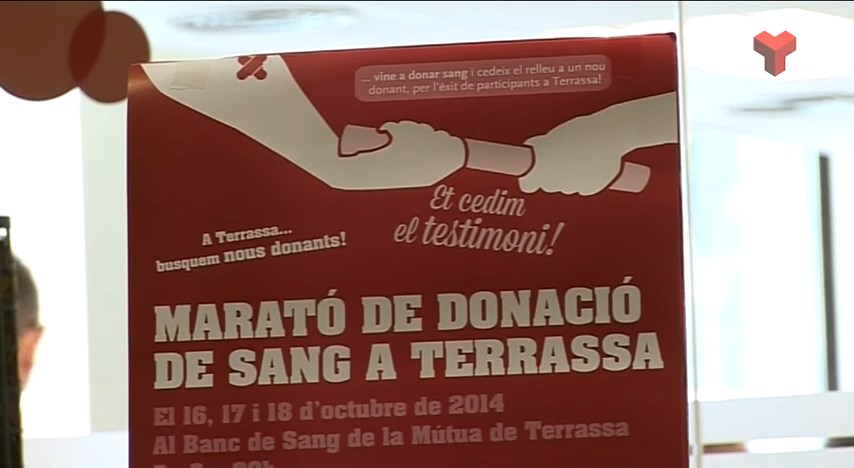 ... vine a donar sang i cedeix el relleu a un nou
donant, per l'èxit de participants a Terrassa!
Et cedim
el testimoni!
A Terrassa...
busquem nous donants!
MARATÓ DE DONACIÓ
DE SANG A TERRASSA
El 16, 17 i 18 d'octubre de 2014
Al Banc de Sang de la Mútua de Terrassa